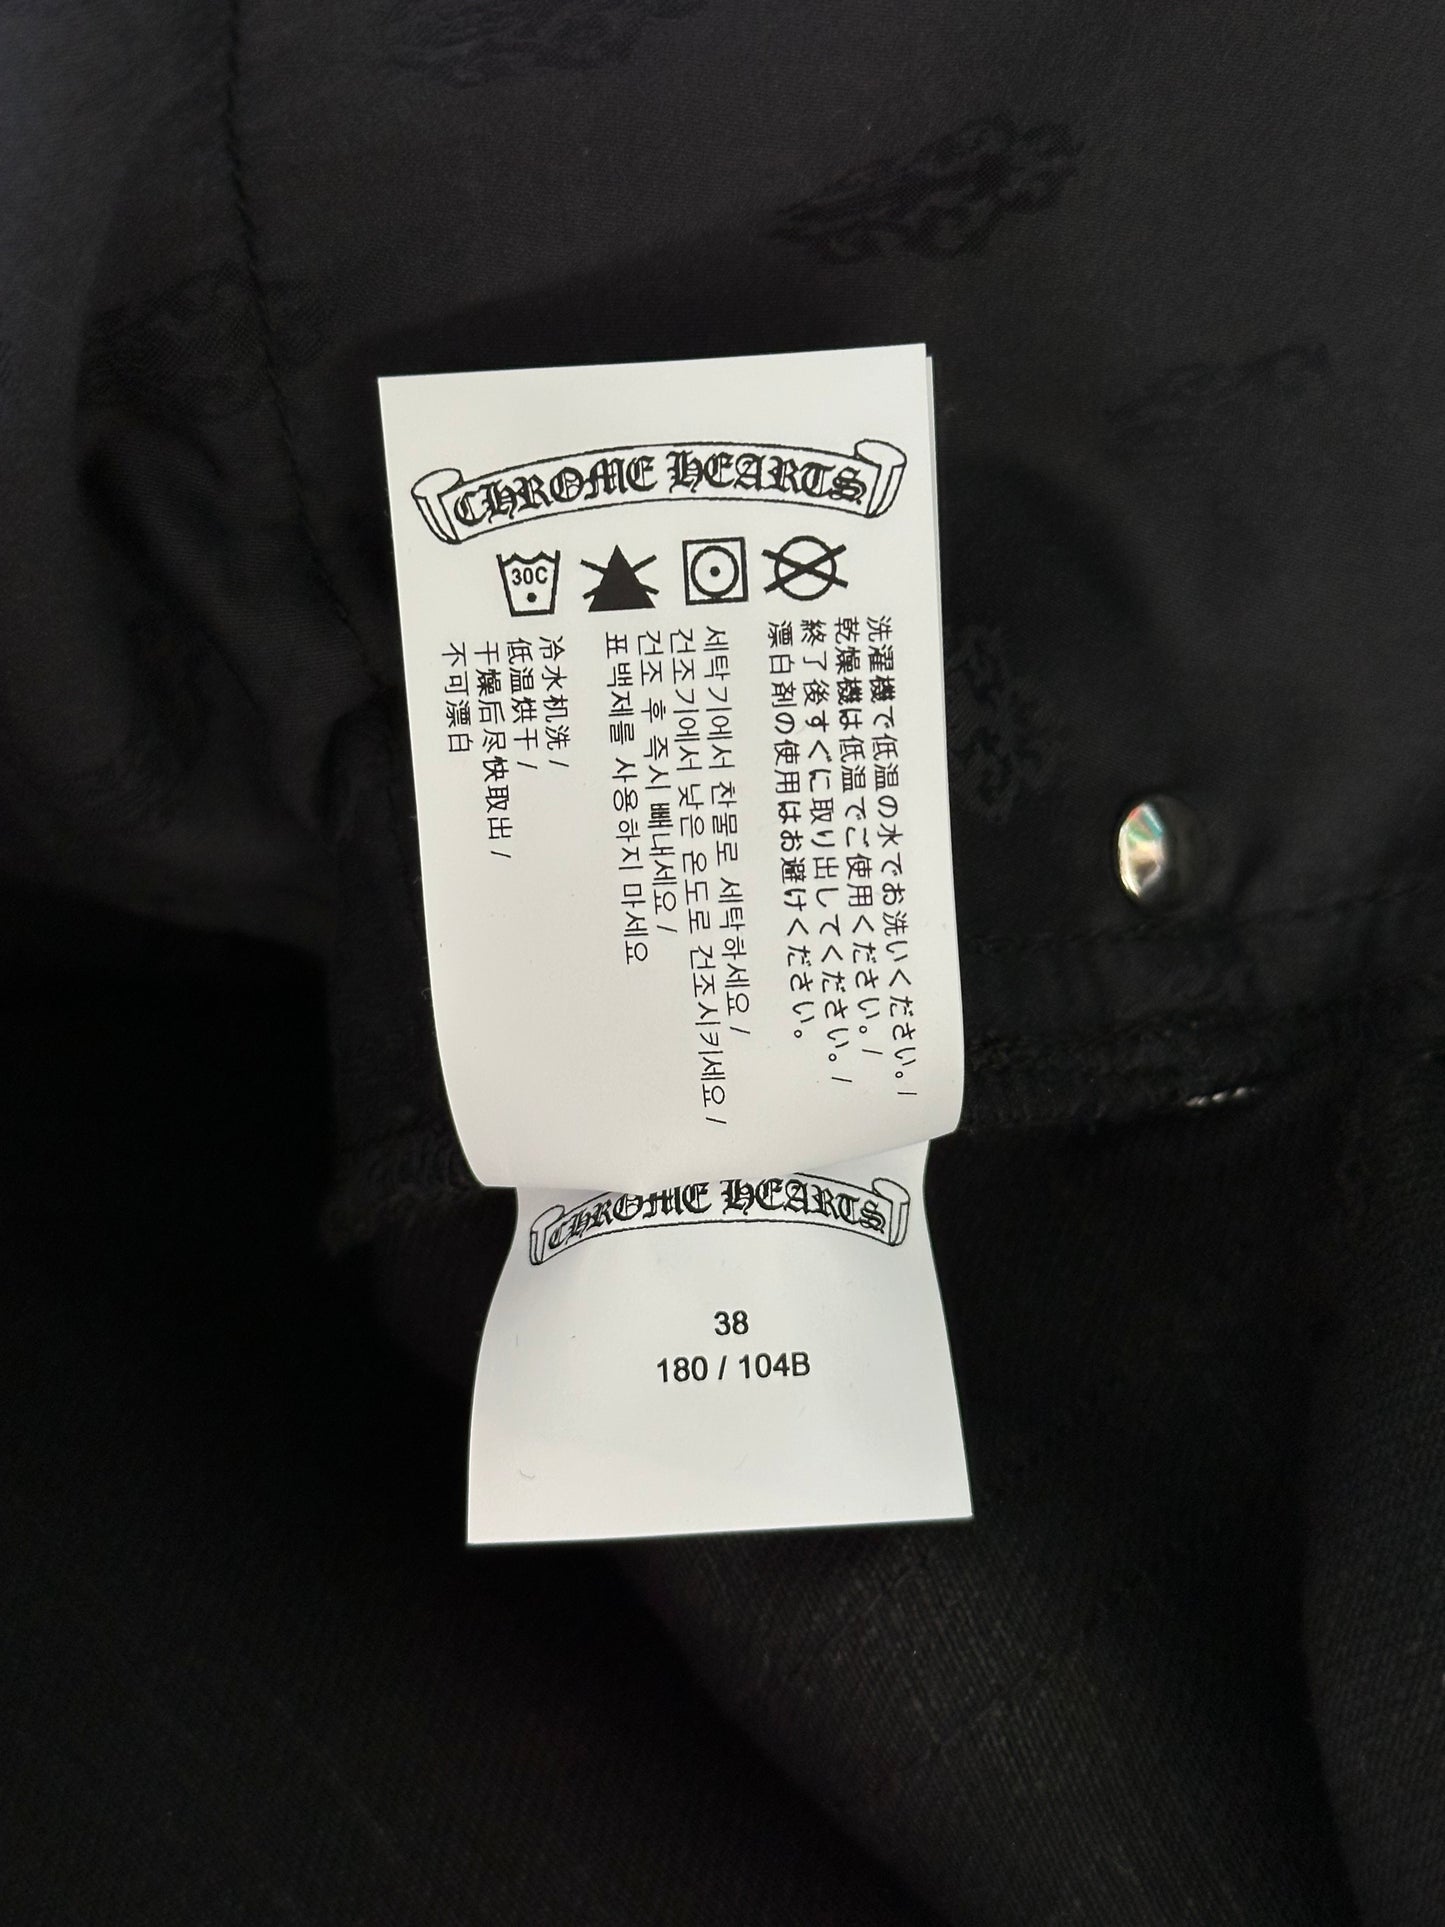 CHROME HEARTS
30C
洗濯機で低温の水でお洗いください。/
乾燥機は低温でご使用ください。/
終了後すぐに取り出してください。/
漂白剤の使用はお避けください。
세탁기에서 찬물로 세탁하세요 /
건조기에서 낮은 온도로 건조시키세요 /
건조 후 즉시 빼내세요 /
표백제를 사용하지 마세요
冷水机洗 /
低温烘干 /
干燥后尽快取出 /
不可漂白
CHROME HEARTS
38
180 / 104B